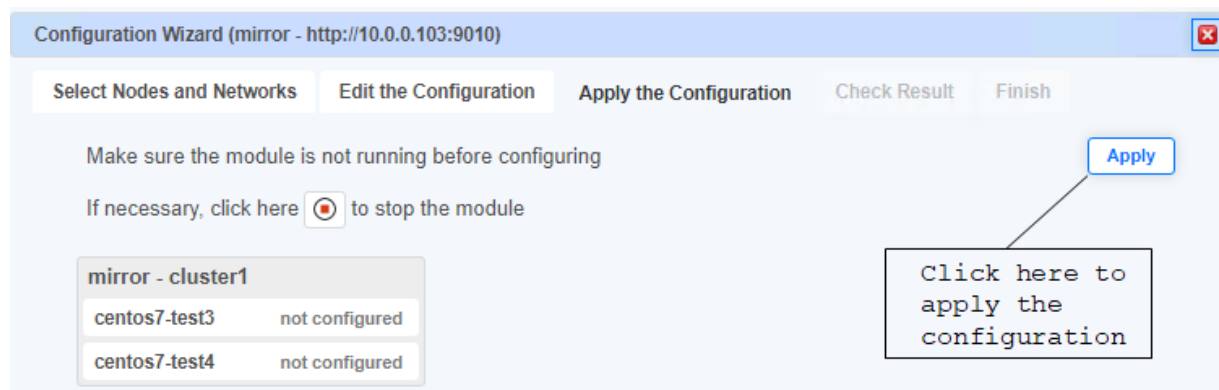 Configuration Wizard (mirror - http://10.0.0.103:9010)
Select Nodes and Networks Edit the Configuration Apply the Configuration Check Result Finish
Make sure the module is not running before configuring
Apply
If necessary, click here to stop the module
mirror - cluster1
centos7-test3 not configured
centos7-test4 not configured
Click here to
apply the
configuration